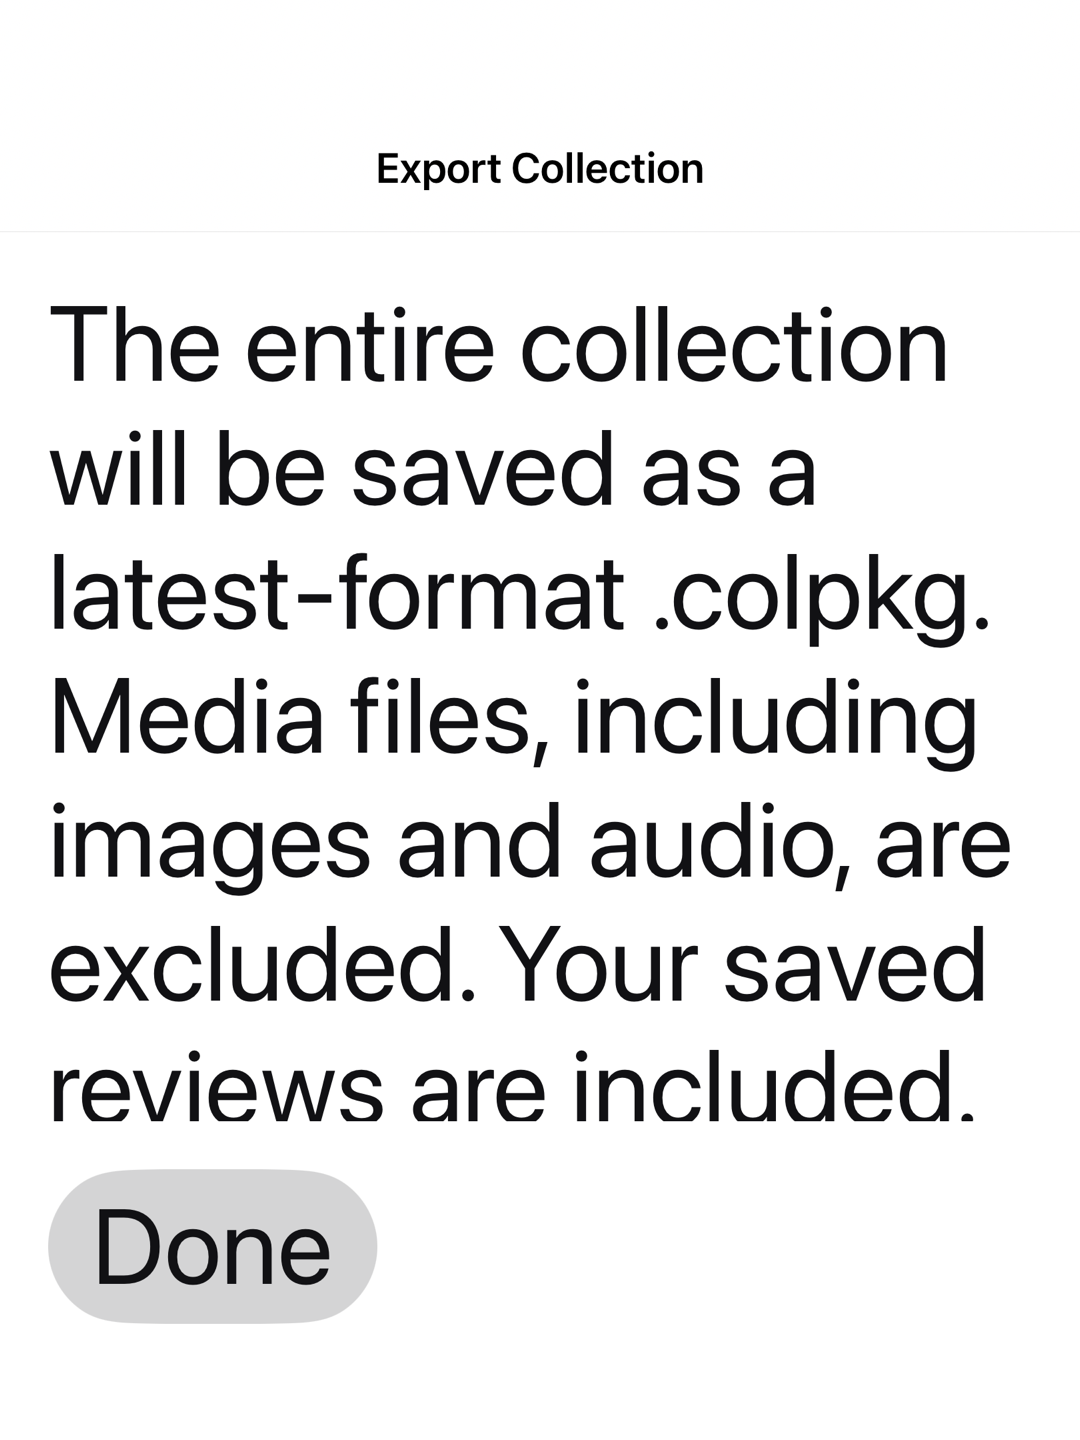 Export Collection
The entire collection
will be saved as a
latest-format .colpkg.
Media files, including
images and audio, are
excluded. Your saved
reviews are included.
Done